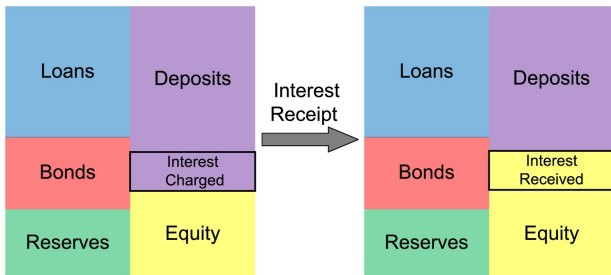 Loans
Deposits
Interest
Charged
Bonds
Reserves
Equity
Interest
Receipt
Loans
Deposits
Interest
Received
Bonds
Reserves
Equity